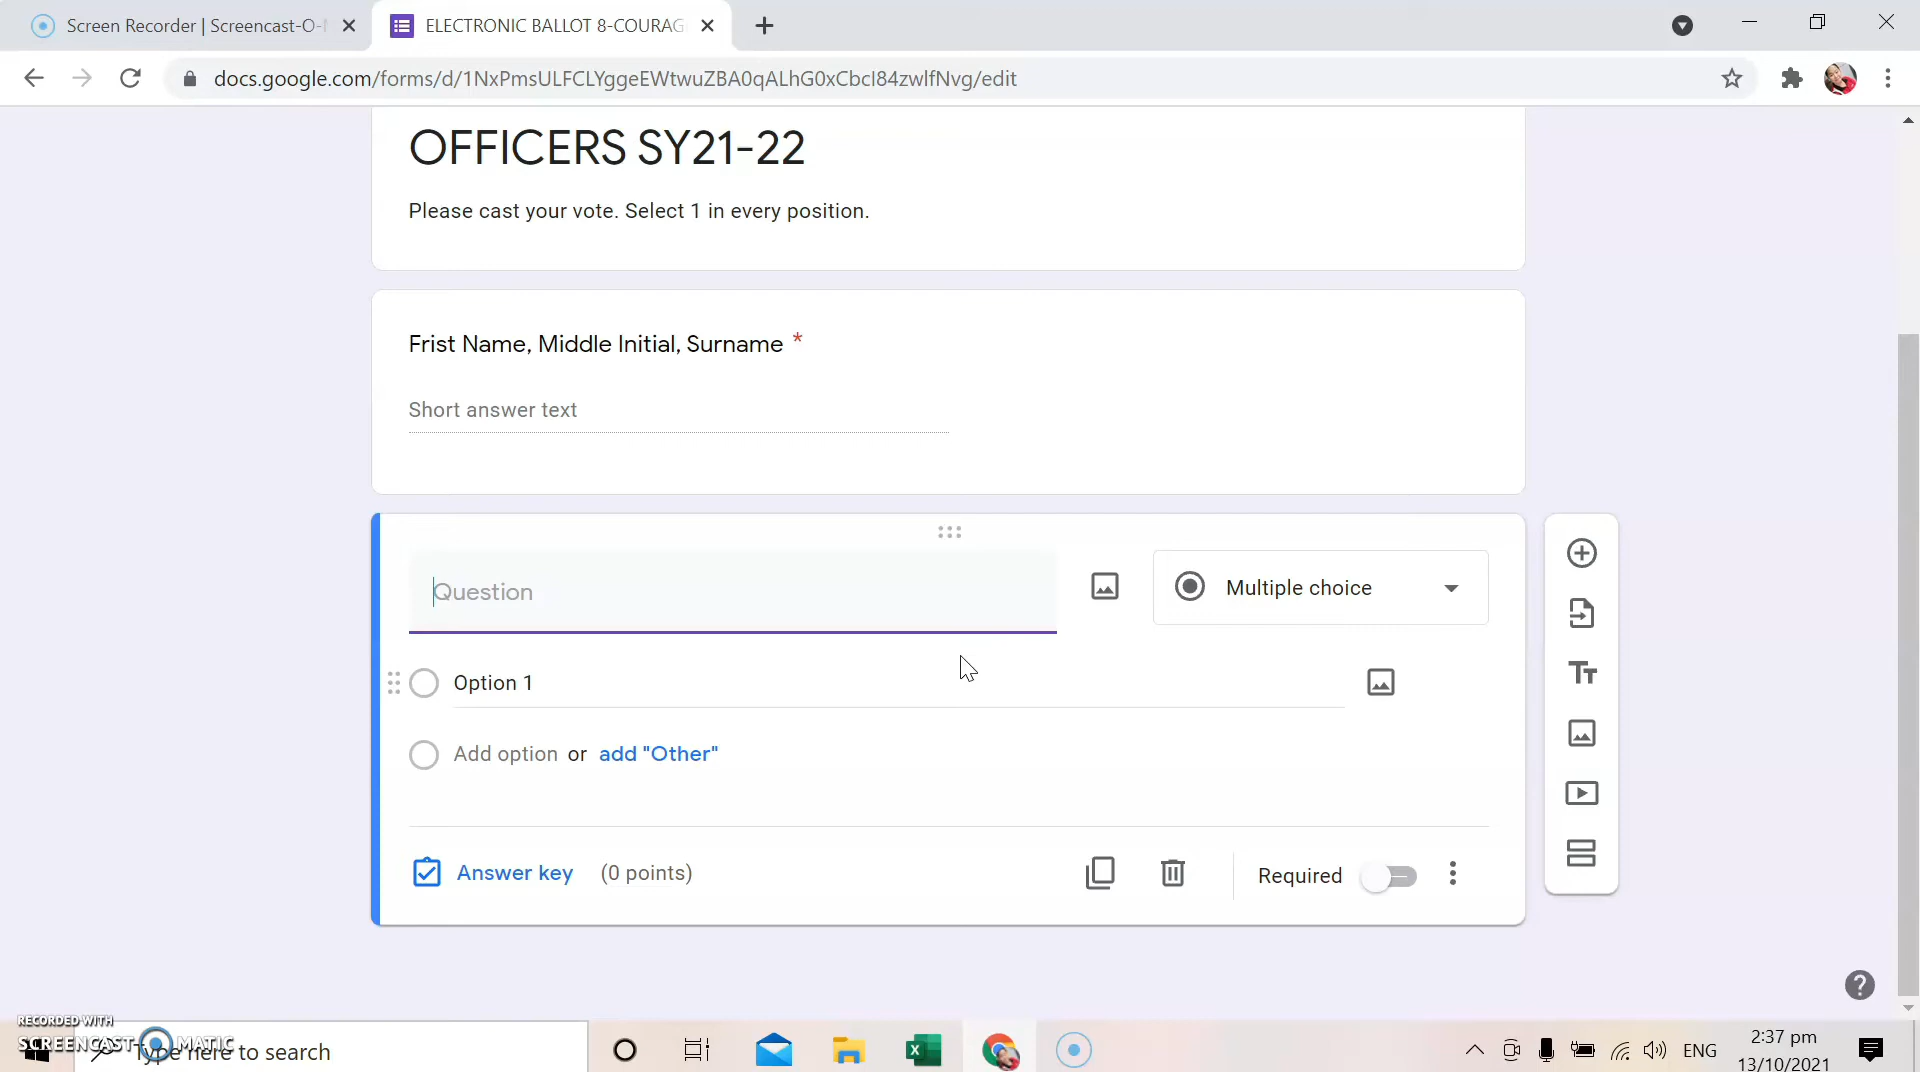 Screen Recorder | Screencast-O-
ELECTRONIC BALLOT 8-COURAG
docs.google.com/forms/d/1NxPmsULFCLYggeEWtwuZBA0qALhG0xCbcI84zwlfNvg/edit
OFFICERS SY21-22
Please cast your vote. Select 1 in every position.
Frist Name, Middle Initial, Surname *
Short answer text
Question
Multiple choice
Option 1
Add option or add "Other"
Answer key (0 points)
Required
RECORDED WITH
SCREENCAST-O-MATIC
Type here to search
ENG
2:37 pm
13/10/2021